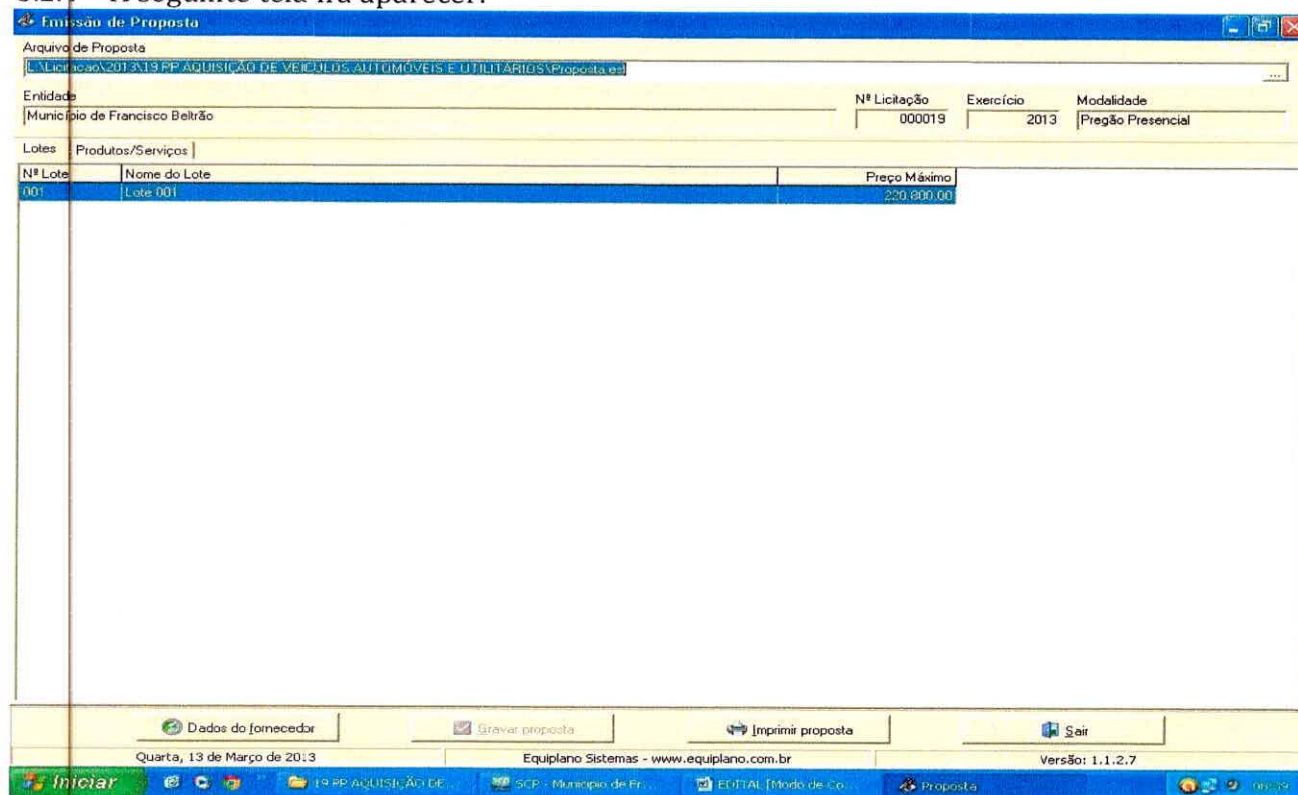 A seguinte tela irá aparecer:
Emissão de Proposta
Arquivo de Proposta
L:\Licitacao\2013\19 PP AQUISIÇÃO DE VEICULOS AUTOMÓVEIS E UTILITÁRIOS\Proposta.esl
...
Entidade Nº Licitação Exercício Modalidade
Município de Francisco Beltrão 000019 2013 Pregão Presencial
Lotes Produtos/Serviços
Nº Lote Nome do Lote Preço Máximo
001 Lote 001 220.800,00
Dados do fornecedor Gravar proposta Imprimir proposta Sair
Quarta, 13 de Março de 2013 Equiplano Sistemas - www.equiplano.com.br Versão: 1.1.2.7
Iniciar 19 PP AQUISIÇÃO DE... SCP - Municipio de Fr... EDITAL [Modo de Co... Proposta